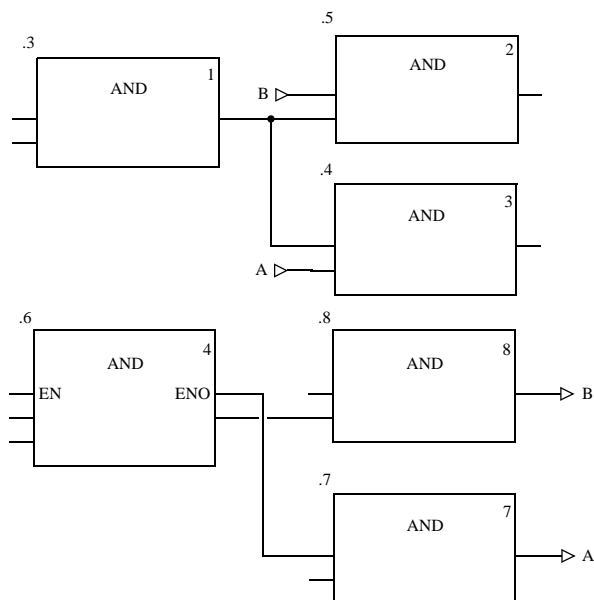 .3
1
AND
.5
2
AND
B
.4
3
AND
A
.6
4
AND
EN ENO
.8
8
AND
B
.7
7
AND
A